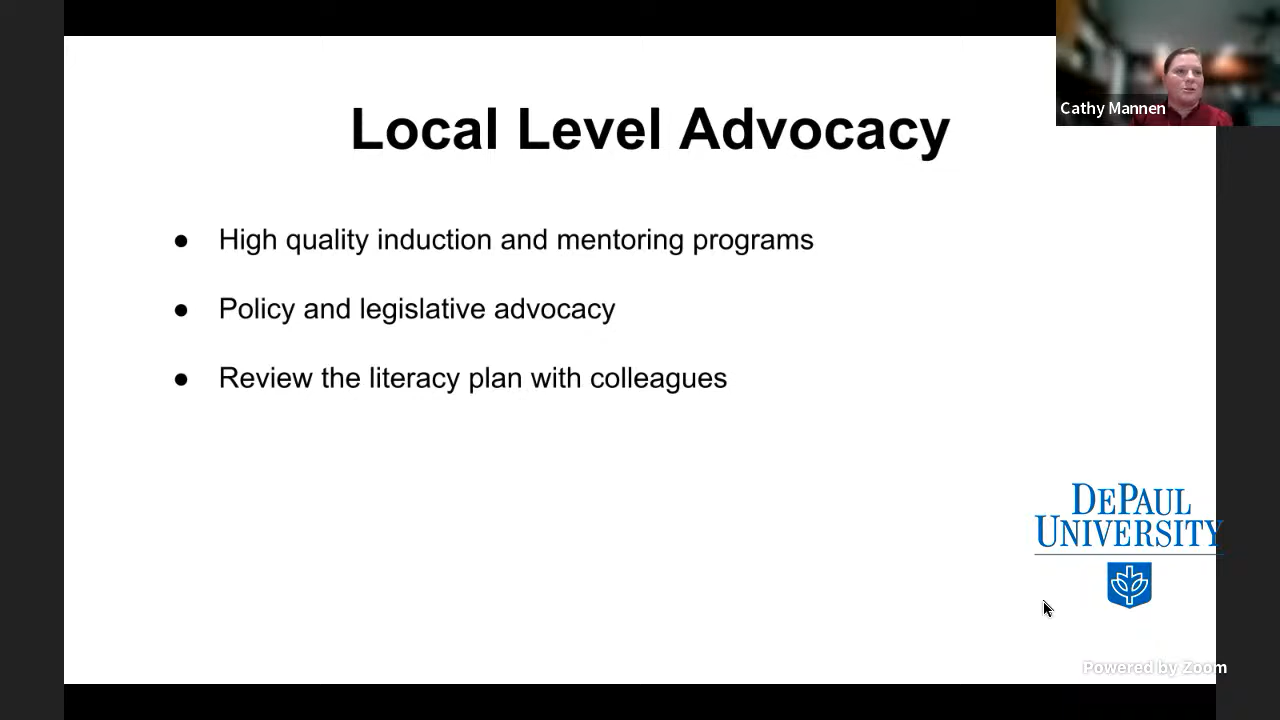 Cathy Mannen
Local Level Advocacy
● High quality induction and mentoring programs
● Policy and legislative advocacy
● Review the literacy plan with colleagues
DEPAUL
UNIVERSITY
Powered by Zoom